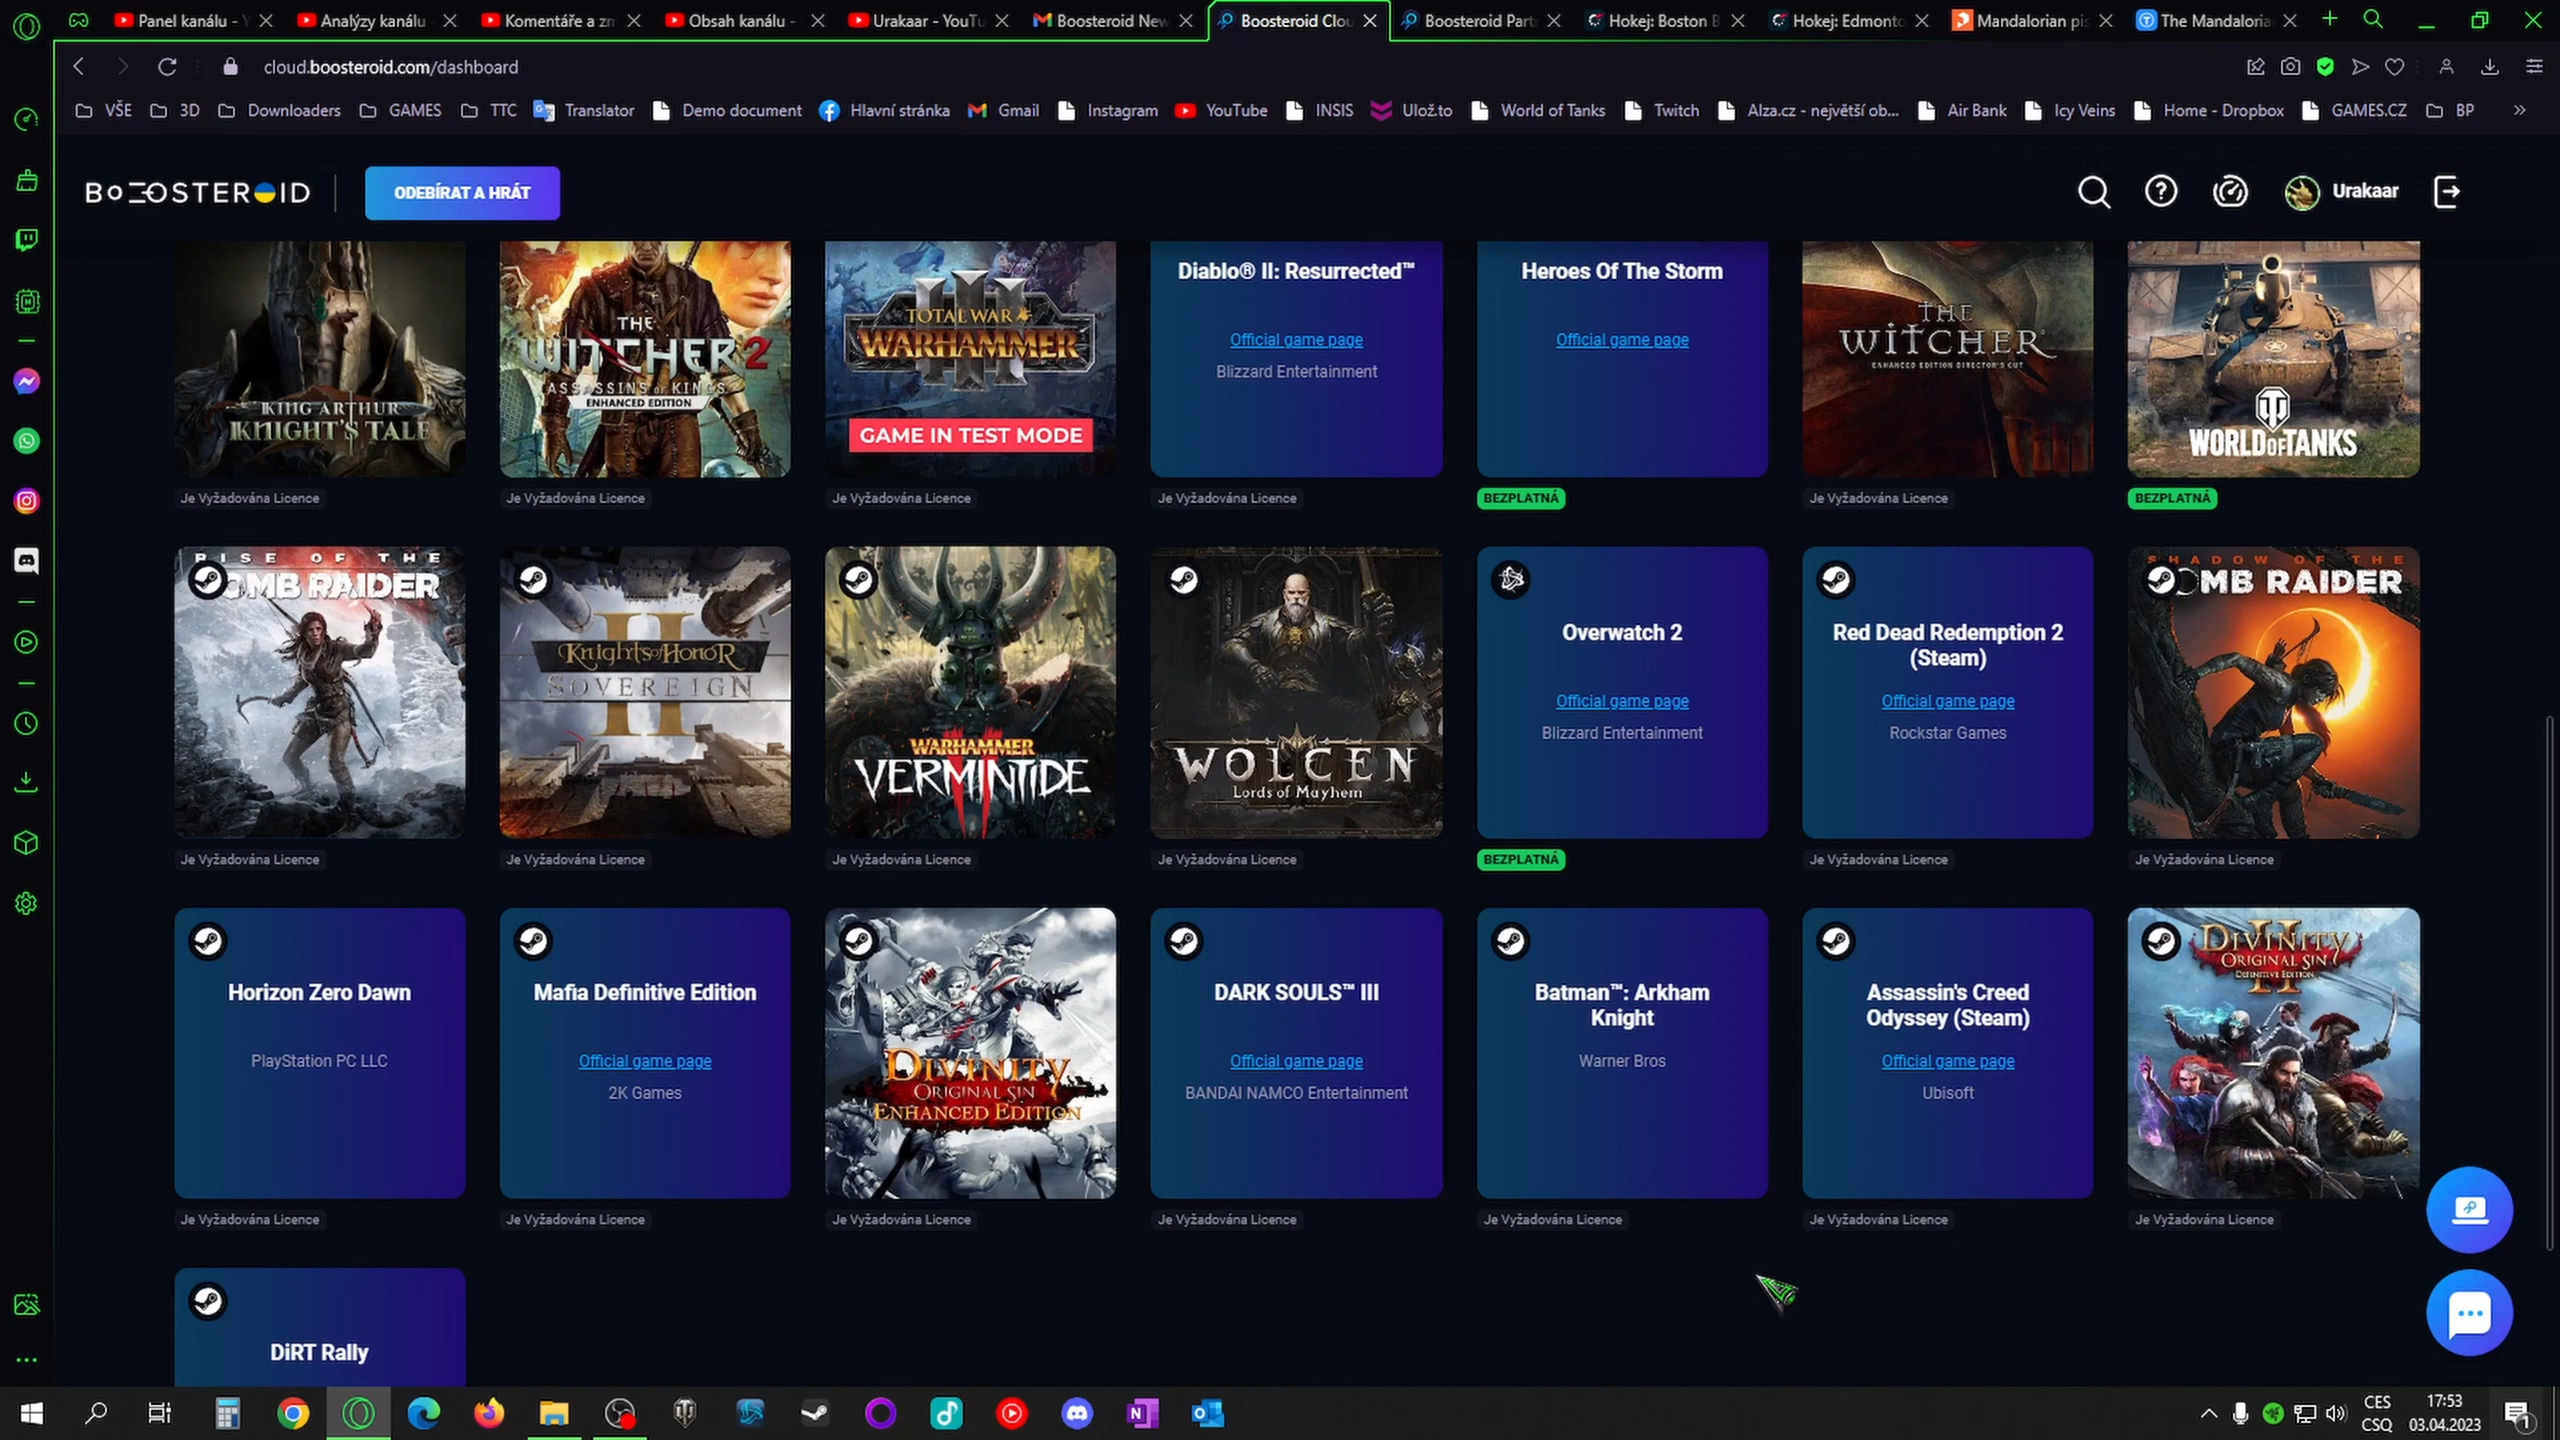 Panel kanálu - Y
Analýzy kanálu
Komentáře a zm
Obsah kanálu -
Urakaar - YouTu
Boosteroid New
Boosteroid Clou
Boosteroid Part
Hokej: Boston B
Hokej: Edmonto
Mandalorian pis
The Mandaloria
cloud.boosteroid.com/dashboard
VŠE
3D
Downloaders
GAMES
TTC
Translator
Demo document
Hlavní stránka
Gmail
Instagram
YouTube
INSIS
Ulož.to
World of Tanks
Twitch
Alza.cz - největší ob...
Air Bank
Icy Veins
Home - Dropbox
GAMES.CZ
BP
BOOSTEROID
ODEBÍRAT A HRÁT
Urakaar
KING ARTHUR
KNIGHT'S TALE
THE
WITCHER 2
ASSASSINS OF KINGS
ENHANCED EDITION
TOTAL WAR
WARHAMMER
III
GAME IN TEST MODE
Diablo® II: Resurrected™
Official game page
Blizzard Entertainment
Heroes Of The Storm
Official game page
THE
WITCHER
ENHANCED EDITION DIRECTOR'S CUT
WORLD OF TANKS
Je Vyžadována Licence
Je Vyžadována Licence
Je Vyžadována Licence
Je Vyžadována Licence
BEZPLATNÁ
Je Vyžadována Licence
BEZPLATNÁ
RISE OF THE
TOMB RAIDER
II
Knights of Honor
SOVEREIGN
WARHAMMER
VERMINTIDE
II
WOLCEN
Lords of Mayhem
Overwatch 2
Official game page
Blizzard Entertainment
Red Dead Redemption 2
(Steam)
Official game page
Rockstar Games
SHADOW OF THE
TOMB RAIDER
Je Vyžadována Licence
Je Vyžadována Licence
Je Vyžadována Licence
Je Vyžadována Licence
BEZPLATNÁ
Je Vyžadována Licence
Je Vyžadována Licence
Horizon Zero Dawn
PlayStation PC LLC
Mafia Definitive Edition
Official game page
2K Games
DIVINITY
ORIGINAL SIN
ENHANCED EDITION
DARK SOULS™ III
Official game page
BANDAI NAMCO Entertainment
Batman™: Arkham
Knight
Warner Bros
Assassin's Creed
Odyssey (Steam)
Official game page
Ubisoft
DIVINITY
II
ORIGINAL SIN
DEFINITIVE EDITION
Je Vyžadována Licence
Je Vyžadována Licence
Je Vyžadována Licence
Je Vyžadována Licence
Je Vyžadována Licence
Je Vyžadována Licence
Je Vyžadována Licence
DiRT Rally
CES
CSQ
17:53
03.04.2023
1